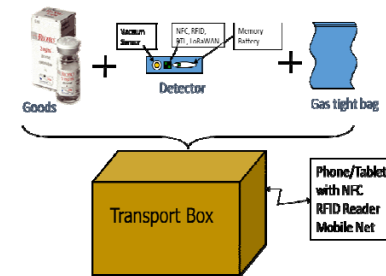 Vacuum
Sensor
NFC, RFID,
BTL, LoRaWAN
Memory
Battery
Goods
Detector
Gas tight bag
Transport Box
Phone/Tablet
with NFC
RFID Reader
Mobile Net